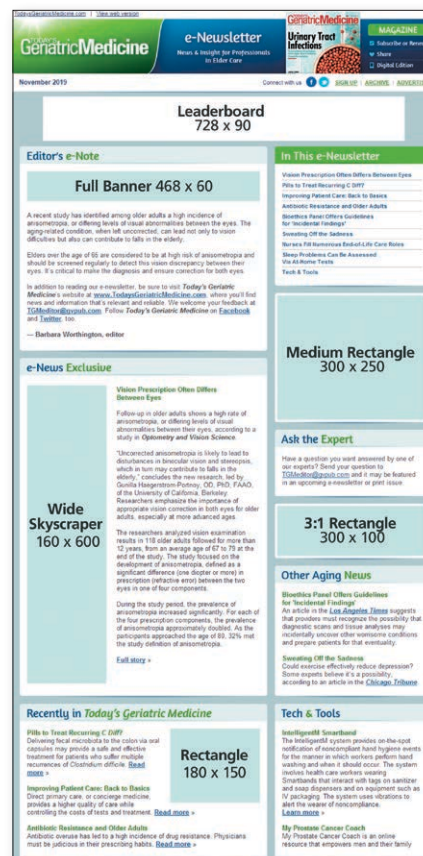 TodaysGeriatricMedicine.com | View web version
Today's
Geriatric Medicine
e-Newsletter
News & Insight for Professionals
in Elder Care
Geriatric Medicine
Urinary Tract
Infections
MAGAZINE
Subscribe or Renew
Share
Digital Edition
November 2019
Connect with us
SIGN UP | ARCHIVE | ADVERTISE
Leaderboard
728 x 90
Editor's e-Note
Full Banner 468 x 60
A recent study has identified among older adults a high incidence of
anisometropia, or differing levels of visual abnormalities between the eyes. The
aging-related condition, when left uncorrected, can lead not only to vision
difficulties but also can contribute to falls in the elderly.
Elders over the age of 65 are considered to be at high risk of anisometropia and
should be screened regularly to detect this vision discrepancy between their
eyes. It's critical to make the diagnosis and ensure correction for both eyes.
In addition to reading our e-newsletter, be sure to visit Today's Geriatric
Medicine's website at www.TodaysGeriatricMedicine.com, where you'll find
news and information that's relevant and reliable. We welcome your feedback at
TGMeditor@gvpub.com. Follow Today's Geriatric Medicine on Facebook
and Twitter, too.
— Barbara Worthington, editor
In This e-Newsletter
Vision Prescription Often Differs Between Eyes
Pills to Treat Recurring C Diff?
Improving Patient Care: Back to Basics
Antibiotic Resistance and Older Adults
Bioethics Panel Offers Guidelines
for 'Incidental Findings'
Sweating Off the Sadness
Nurses Fill Numerous End-of-Life Care Roles
Sleep Problems Can Be Assessed
Via At-Home Tests
Tech & Tools
Medium Rectangle
300 x 250
e-News Exclusive
Wide
Skyscraper
160 x 600
Vision Prescription Often Differs
Between Eyes
Follow-up in older adults shows a high rate of
anisometropia, or differing levels of visual
abnormalities between their eyes, according to a
study in Optometry and Vision Science.
"Uncorrected anisometropia is likely to lead to
disturbances in binocular vision and stereopsis,
which in turn may contribute to falls in the
elderly," concludes the new research, led by
Gunilla Haegerstrom-Portnoy, OD, PhD, FAAO,
of the University of California, Berkeley.
Researchers emphasize the importance of
appropriate vision correction in both eyes for older
adults, especially at more advanced ages.
The researchers analyzed vision examination
results in 118 older adults followed for more than
12 years, from an average age of 67 to 79 at the
end of the study. The study focused on the
development of anisometropia, defined as a
significant difference (one diopter or more) in
prescription (refractive error) between the two
eyes in one of four components.
During the study period, the prevalence of
anisometropia increased significantly. For each of
the four prescription components, the prevalence
of anisometropia approximately doubled. As the
participants approached the age of 80, 32% met
the study definition of anisometropia.
Full story »
Ask the Expert
Have a question you want answered by one of
our experts? Send your question to
TGMeditor@gvpub.com and it may be featured
in an upcoming e-newsletter or print issue.
3:1 Rectangle
300 x 100
Other Aging News
Bioethics Panel Offers Guidelines
for 'Incidental Findings'
An article in the Los Angeles Times suggests
that providers must recognize the possibility that
diagnostic scans and tissue analyses may
incidentally uncover other worrisome conditions
and prepare patients for that eventuality.
Sweating Off the Sadness
Could exercise effectively reduce depression?
Some experts believe it's a possibility,
according to an article in the Chicago Tribune.
Recently in Today's Geriatric Medicine
Pills to Treat Recurring C Diff?
Delivering fecal microbiota to the colon via oral
capsules may provide a safe and effective
treatment for patients who suffer multiple
recurrences of Clostridium difficile. Read
more »
Rectangle
180 x 150
Improving Patient Care: Back to Basics
Direct primary care, or concierge medicine,
provides a higher quality of care while
controlling the costs of tests and treatment. Read more »
Antibiotic Resistance and Older Adults
Antibiotic overuse has led to a high incidence of drug resistance. Physicians
must be judicious in their prescribing habits. Read more »
Tech & Tools
IntelligentM Smartband
The IntelligentM system provides on-the-spot
notification of noncompliant hand hygiene events
for the manner in which workers perform hand
washing and when it should occur. The system
involves health care workers wearing
Smartbands that interact with tags on sanitizer
and soap dispensers and on equipment such as
IV packaging. The system uses vibrations to
alert the wearer of noncompliance.
Learn more »
My Prostate Cancer Coach
My Prostate Cancer Coach is an online
resource that empowers men and their family